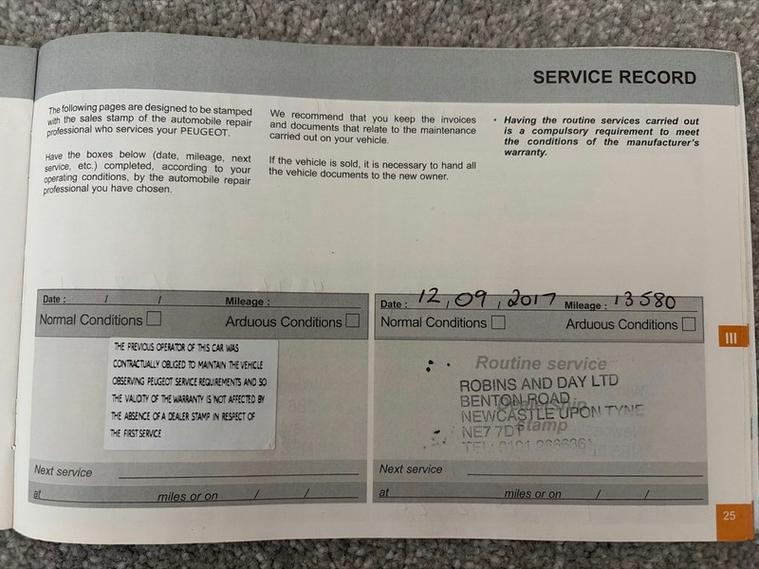 SERVICE RECORD
The following pages are designed to be stamped
with the sales stamp of the automobile repair
professional who services your PEUGEOT.
Have the boxes below (date, mileage, next
service, etc.) completed, according to your
operating conditions, by the automobile repair
professional you have chosen.
We recommend that you keep the invoices
and documents that relate to the maintenance
carried out on your vehicle.
If the vehicle is sold, it is necessary to hand all
the vehicle documents to the new owner.
• Having the routine services carried out
is a compulsory requirement to meet
the conditions of the manufacturer's
warranty.
Date : / / Mileage :
Normal Conditions Arduous Conditions
THE PREVIOUS OPERATOR OF THIS CAR WAS
CONTRACTUALLY OBLIGED TO MAINTAIN THE VEHICLE
OBSERVING PEUGEOT SERVICE REQUIREMENTS AND SO
THE VALIDITY OF THE WARRANTY IS NOT AFFECTED BY
THE ABSENCE OF A DEALER STAMP IN RESPECT OF
THE FIRST SERVICE
Next service
at miles or on / /
Date : 12 / 09 / 2017 Mileage : 13580
Normal Conditions Arduous Conditions
Routine service
Dealership
stamp
ROBINS AND DAY LTD
BENTON ROAD
NEWCASTLE UPON TYNE
NE7 7DT
TEL: 0191
Next service
at miles or on / /
III
25